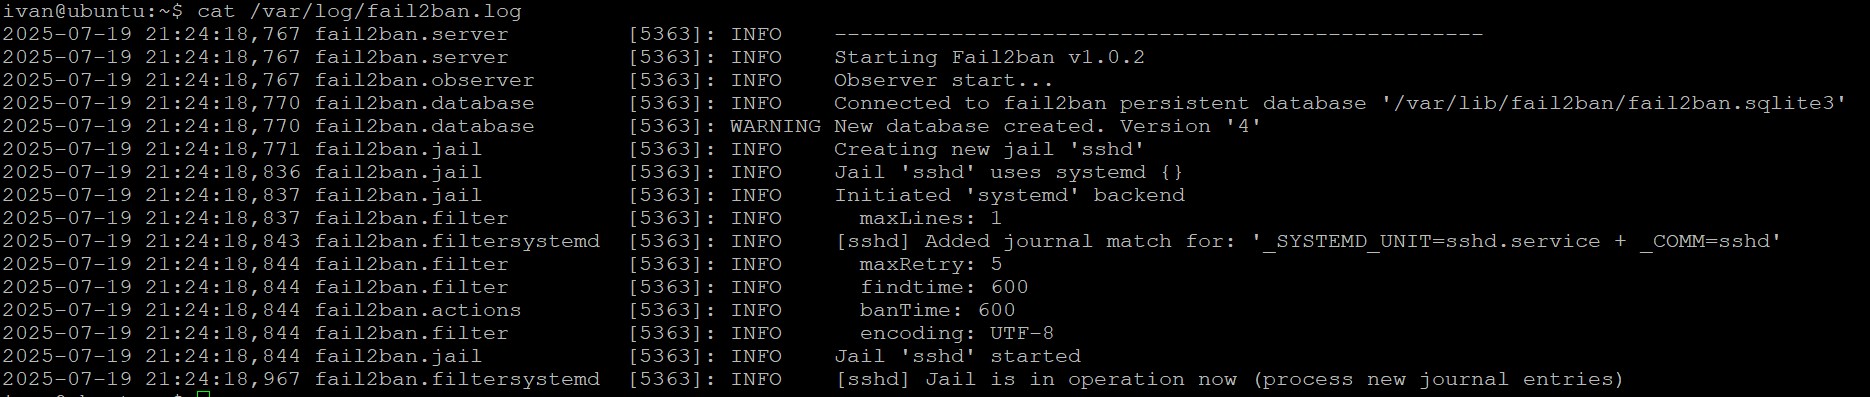 ivan@ubuntu:~$ cat /var/log/fail2ban.log
2025-07-19 21:24:18,767 fail2ban.server         [5363]: INFO    --------------------------------------------------
2025-07-19 21:24:18,767 fail2ban.server         [5363]: INFO    Starting Fail2ban v1.0.2
2025-07-19 21:24:18,767 fail2ban.observer       [5363]: INFO    Observer start...
2025-07-19 21:24:18,770 fail2ban.database       [5363]: INFO    Connected to fail2ban persistent database '/var/lib/fail2ban/fail2ban.sqlite3'
2025-07-19 21:24:18,770 fail2ban.database       [5363]: WARNING New database created. Version '4'
2025-07-19 21:24:18,771 fail2ban.jail           [5363]: INFO    Creating new jail 'sshd'
2025-07-19 21:24:18,836 fail2ban.jail           [5363]: INFO    Jail 'sshd' uses systemd {}
2025-07-19 21:24:18,837 fail2ban.jail           [5363]: INFO    Initiated 'systemd' backend
2025-07-19 21:24:18,837 fail2ban.filter         [5363]: INFO      maxLines: 1
2025-07-19 21:24:18,843 fail2ban.filtersystemd  [5363]: INFO    [sshd] Added journal match for: '_SYSTEMD_UNIT=sshd.service + _COMM=sshd'
2025-07-19 21:24:18,844 fail2ban.filter         [5363]: INFO      maxRetry: 5
2025-07-19 21:24:18,844 fail2ban.filter         [5363]: INFO      findtime: 600
2025-07-19 21:24:18,844 fail2ban.actions        [5363]: INFO      banTime: 600
2025-07-19 21:24:18,844 fail2ban.filter         [5363]: INFO      encoding: UTF-8
2025-07-19 21:24:18,844 fail2ban.jail           [5363]: INFO    Jail 'sshd' started
2025-07-19 21:24:18,967 fail2ban.filtersystemd  [5363]: INFO    [sshd] Jail is in operation now (process new journal entries)